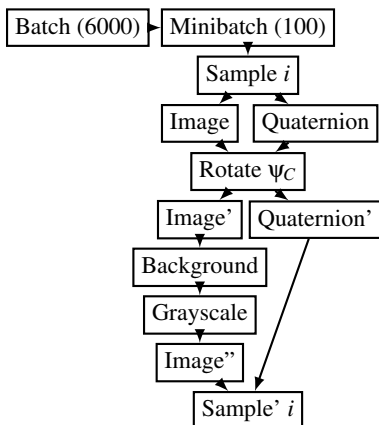 Batch (6000) Minibatch (100)
Sample i
Image Quaternion
Rotate ψC
Image’ Quaternion’
Background
Grayscale
Image”
Sample’ i